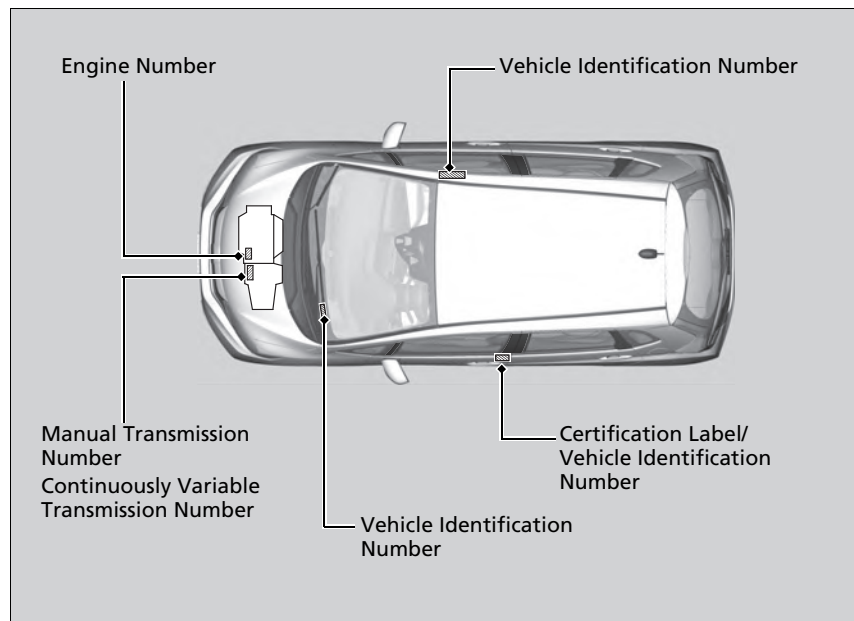 Engine Number
Vehicle Identification Number
Manual Transmission
Number
Continuously Variable
Transmission Number
Certification Label/
Vehicle Identification
Number
Vehicle Identification
Number